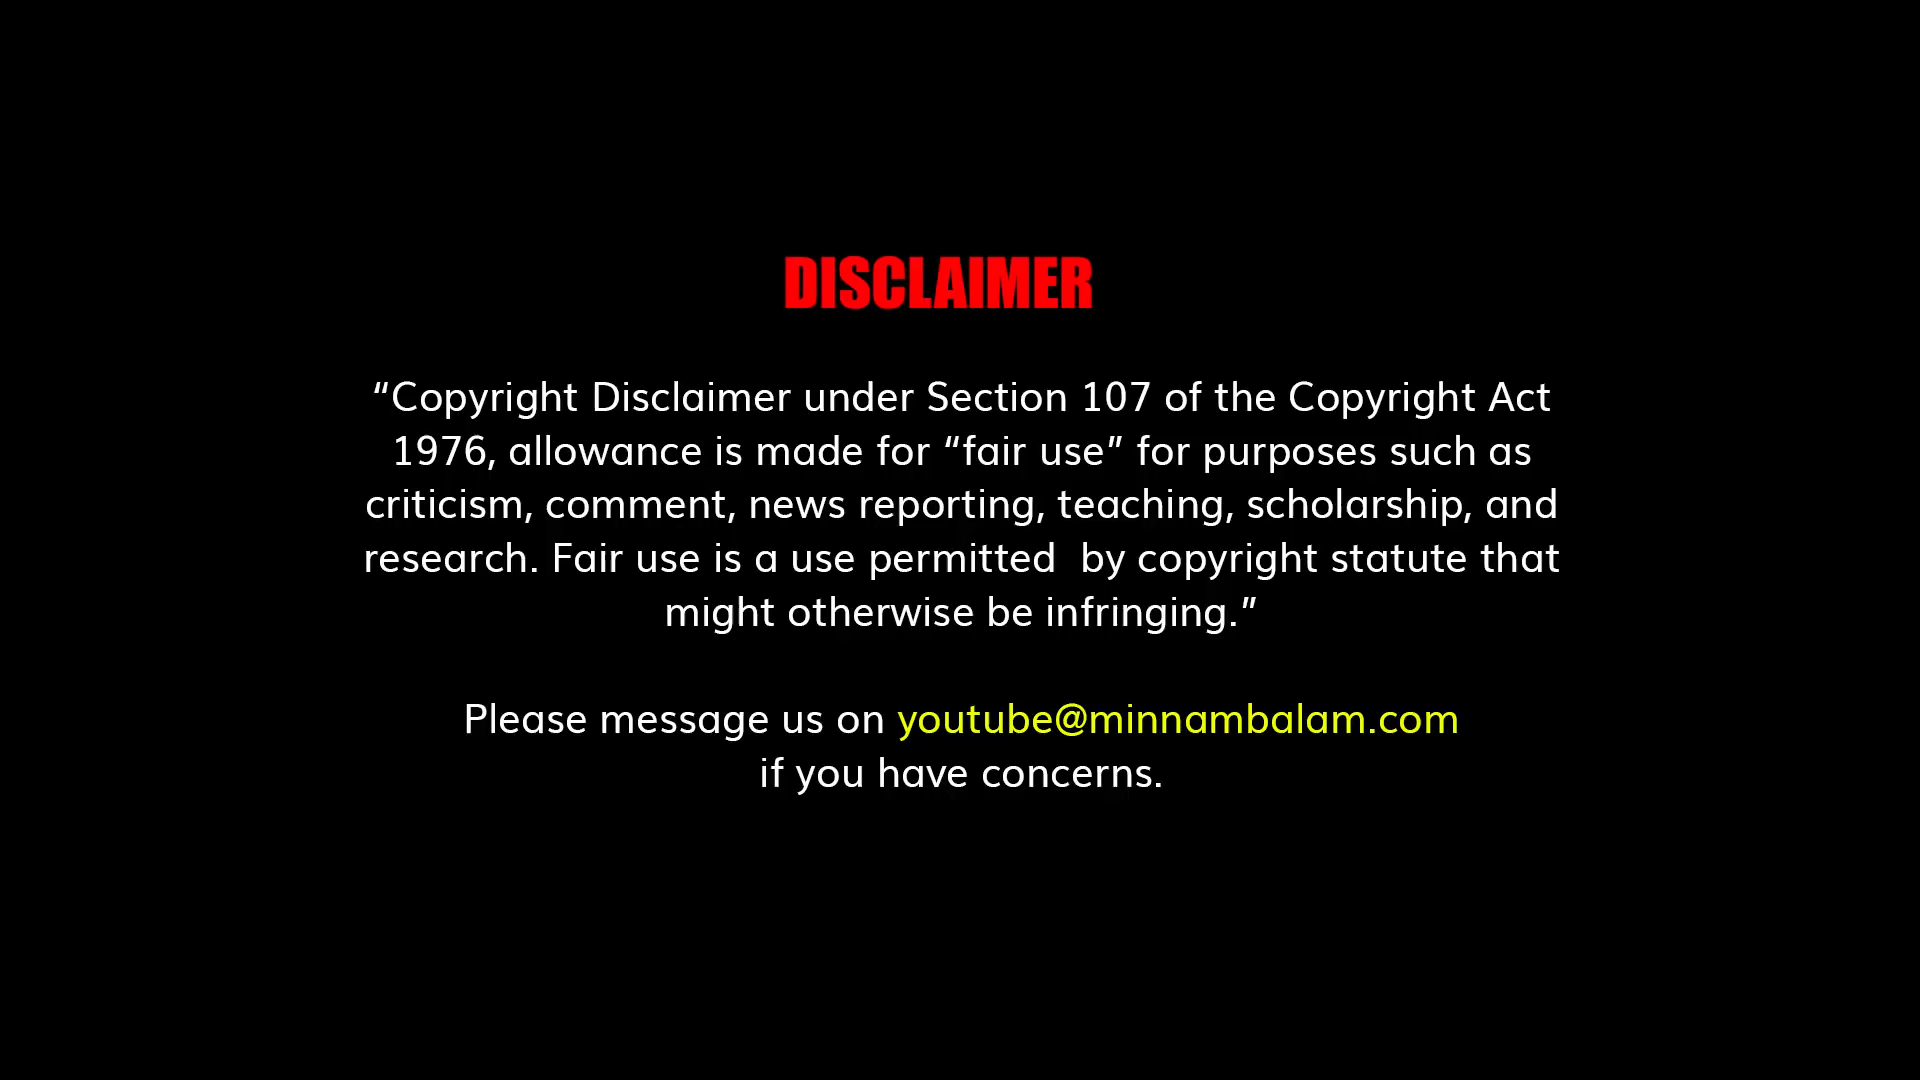 DISCLAIMER
“Copyright Disclaimer under Section 107 of the Copyright Act
1976, allowance is made for “fair use” for purposes such as
criticism, comment, news reporting, teaching, scholarship, and
research. Fair use is a use permitted  by copyright statute that
might otherwise be infringing.”
Please message us on youtube@minnambalam.com
if you have concerns.